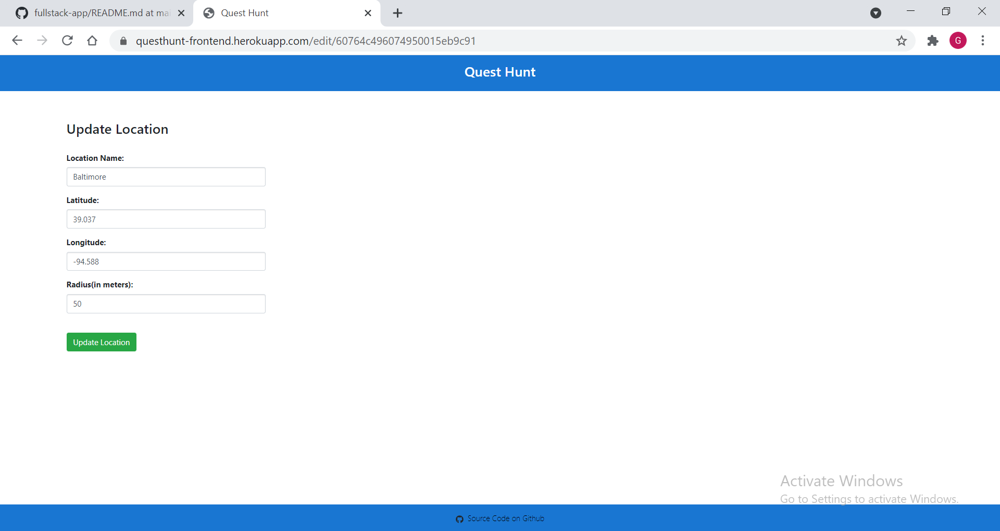 fullstack-app/README.md at mai
Quest Hunt
questhunt-frontend.herokuapp.com/edit/60764c496074950015eb9c91
G
Quest Hunt
Update Location
Location Name:
Baltimore
Latitude:
39.037
Longitude:
-94.588
Radius(in meters):
50
Update Location
Activate Windows
Go to Settings to activate Windows.
Source Code on Github